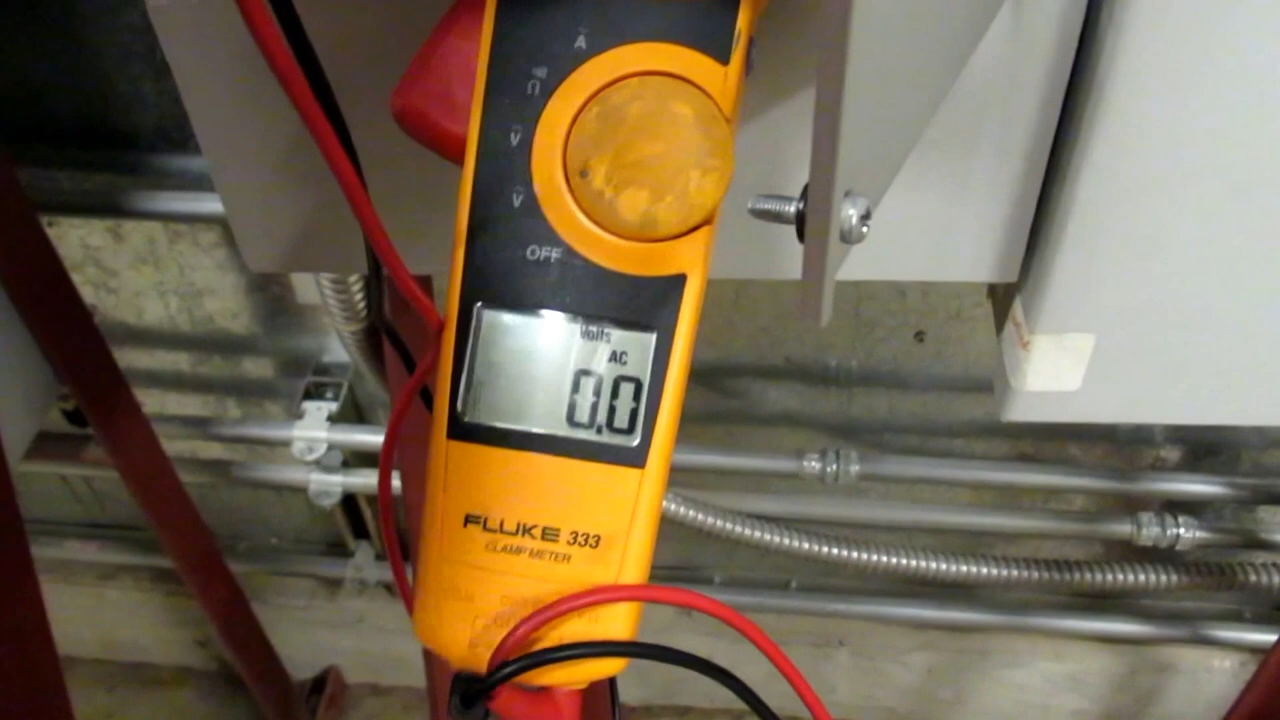 A
Ω
V
V
OFF
Volts
AC
0.0
FLUKE 333
CLAMP METER